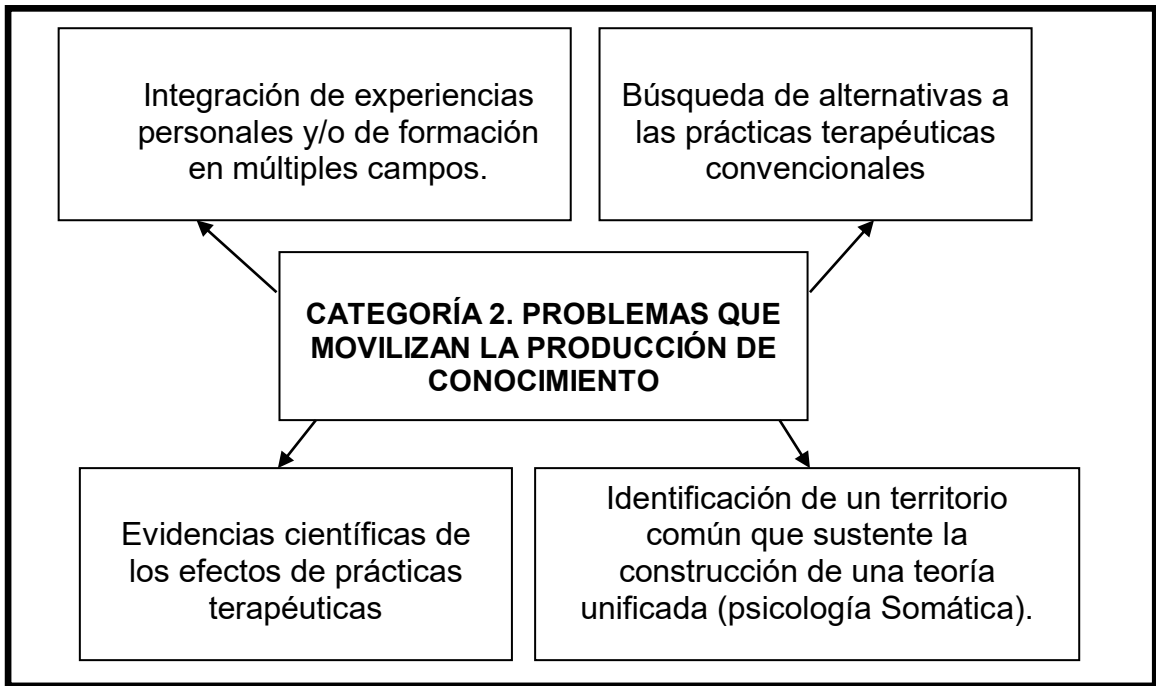 Integración de experiencias
personales y/o de formación
en múltiples campos.
Búsqueda de alternativas a
las prácticas terapéuticas
convencionales
CATEGORÍA 2. PROBLEMAS QUE
MOVILIZAN LA PRODUCCIÓN DE
CONOCIMIENTO
Evidencias científicas de
los efectos de prácticas
terapéuticas
Identificación de un territorio
común que sustente la
construcción de una teoría
unificada (psicología Somática).